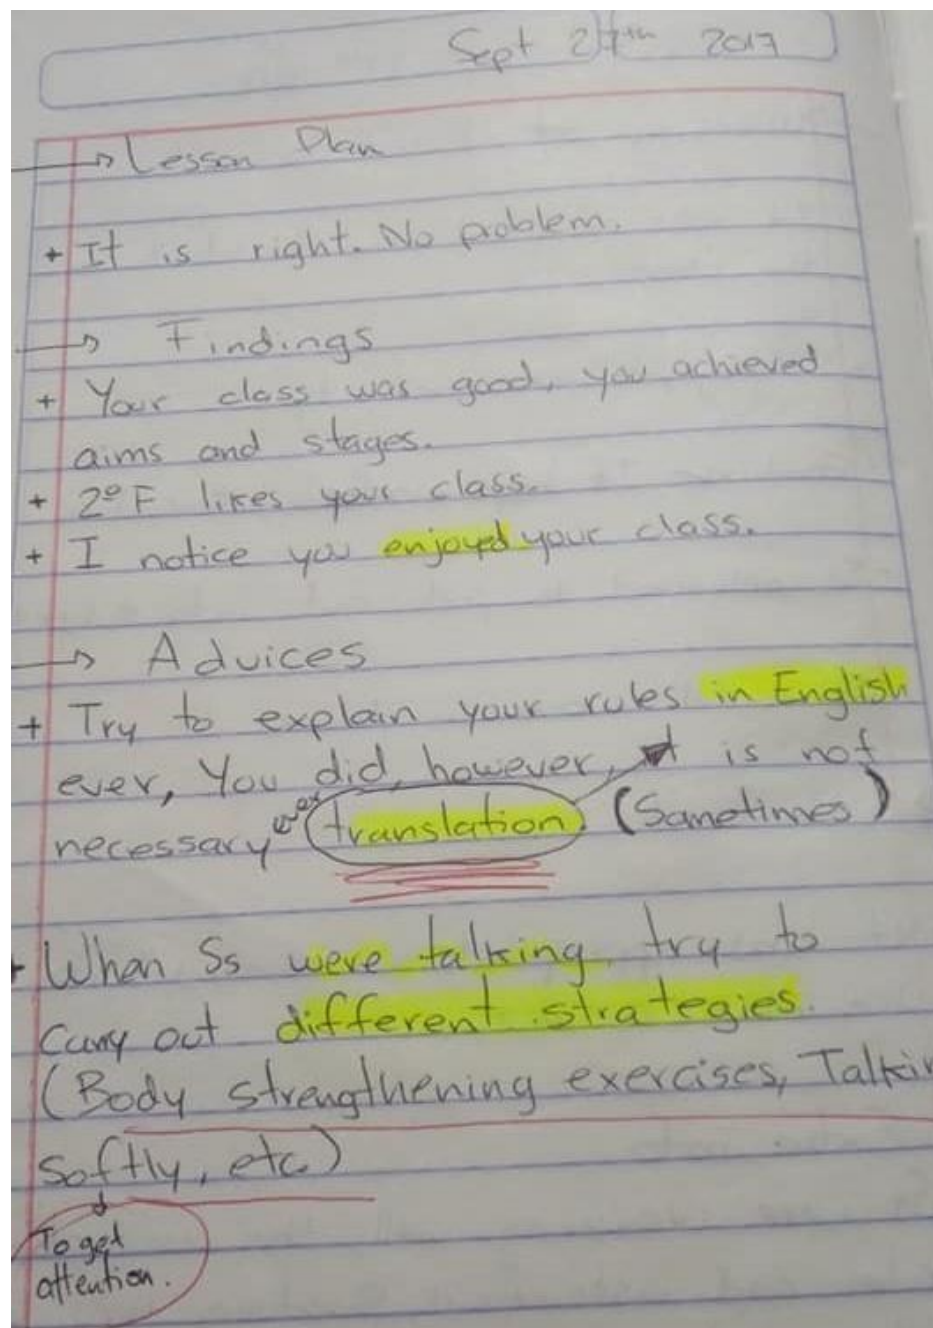 Sept 27th 2017
→ Lesson Plan
+ It is right. No problem.
→ Findings
+ Your class was good, you achieved
aims and stages.
+ 2º F likes your class.
+ I notice you enjoyed your class.
→ Advices
+ Try to explain your rules in English
ever, You did, however, it is not
necessary translation (Sometimes)
+ When Ss were talking, try to
carry out different strategies.
(Body strengthening exercises, Talkin
softly, etc)
To get
attention.